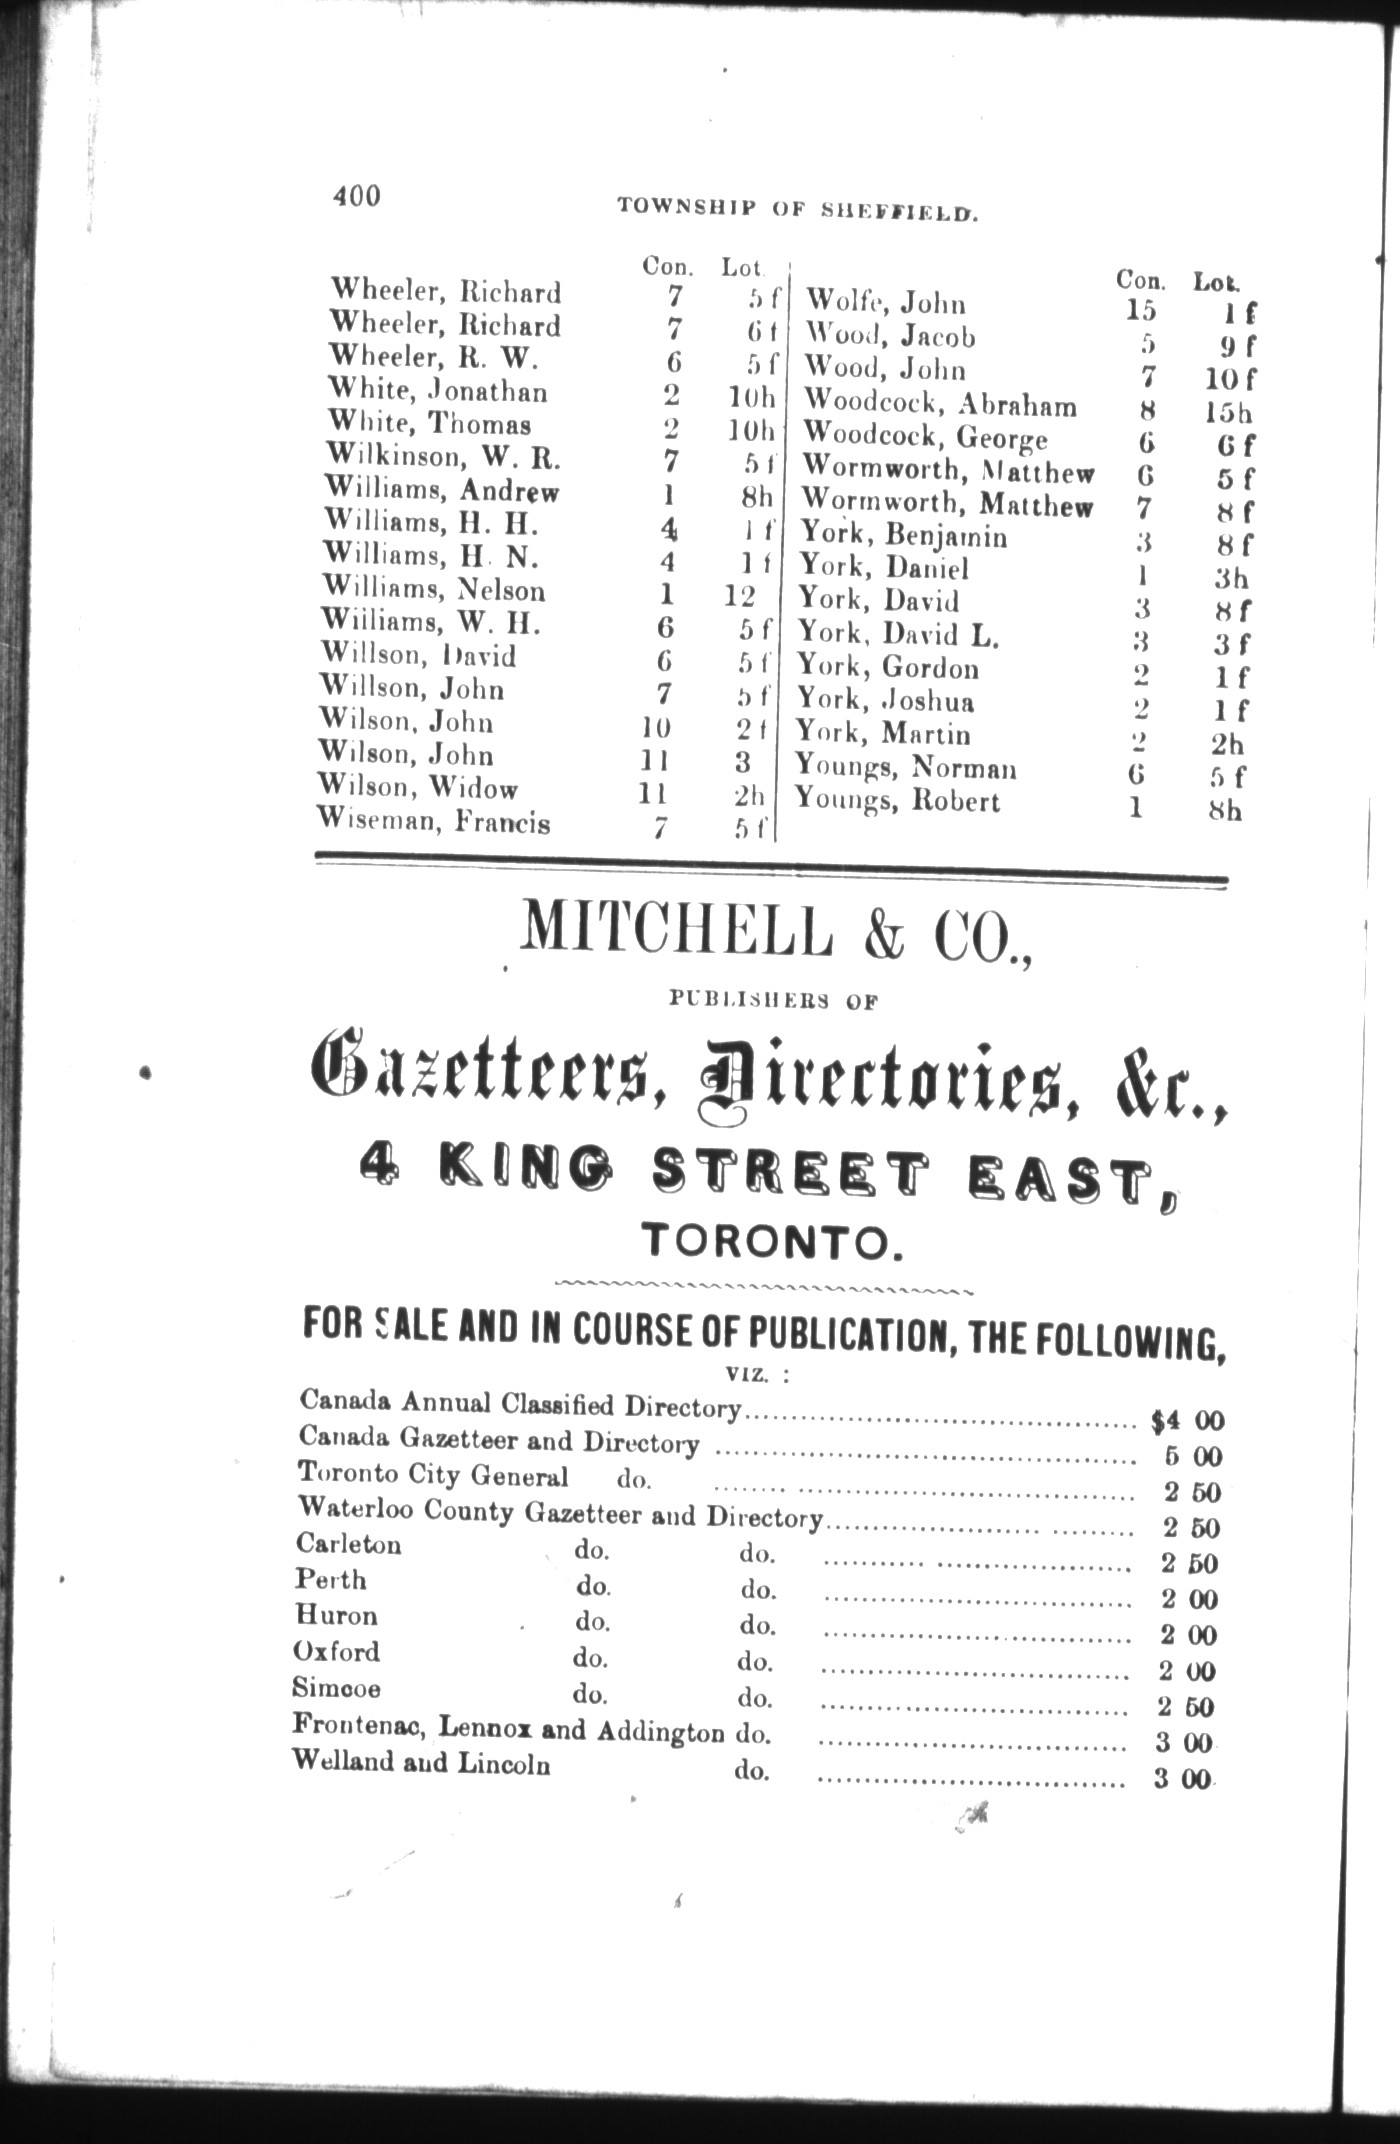 400 TOWNSHIP OF SHEFFIELD.
Con. Lot
Wheeler, Richard 7 5 f
Wheeler, Richard 7 6 f
Wheeler, R. W. 6 5 f
White, Jonathan 2 10h
White, Thomas 2 10h
Wilkinson, W. R. 7 5 f
Williams, Andrew 1 8h
Williams, H. H. 4 1 f
Williams, H. N. 4 1 f
Williams, Nelson 1 12
Williams, W. H. 6 5 f
Willson, David 6 5 f
Willson, John 7 5 f
Wilson, John 10 2 f
Wilson, John 11 3
Wilson, Widow 11 2h
Wiseman, Francis 7 5 f
Con. Lot.
Wolfe, John 15 1 f
Wood, Jacob 5 9 f
Wood, John 7 10 f
Woodcock, Abraham 8 15h
Woodcock, George 6 6 f
Wormworth, Matthew 6 5 f
Wormworth, Matthew 7 8 f
York, Benjamin 3 8 f
York, Daniel 1 3h
York, David 3 8 f
York, David L. 3 3 f
York, Gordon 2 1 f
York, Joshua 2 1 f
York, Martin 2 2h
Youngs, Norman 6 5 f
Youngs, Robert 1 8h
MITCHELL & CO.,
PUBLISHERS OF
Gazetteers, Directories, &c.,
4 KING STREET EAST,
TORONTO.
FOR SALE AND IN COURSE OF PUBLICATION, THE FOLLOWING,
VIZ. :
Canada Annual Classified Directory........ $4 00
Canada Gazetteer and Directory ........ 5 00
Toronto City General do. ........ 2 50
Waterloo County Gazetteer and Directory........ 2 50
Carleton do. do. ........ 2 50
Perth do. do. ........ 2 00
Huron do. do. ........ 2 00
Oxford do. do. ........ 2 00
Simcoe do. do. ........ 2 50
Frontenac, Lennox and Addington do. ........ 3 00
Welland and Lincoln do. ........ 3 00